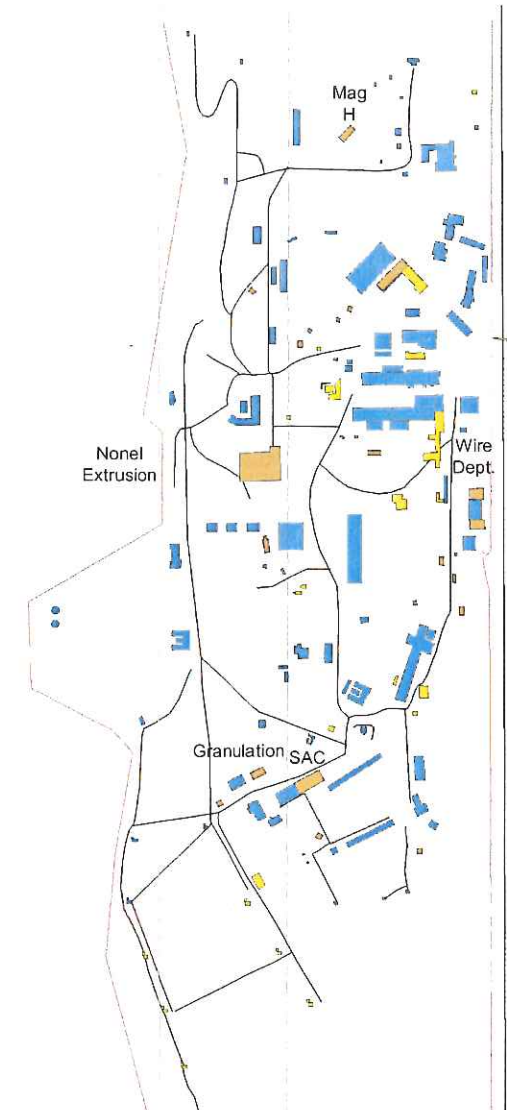 Mag
H
Nonel
Extrusion
Wire
Dept.
Granulation
SAC